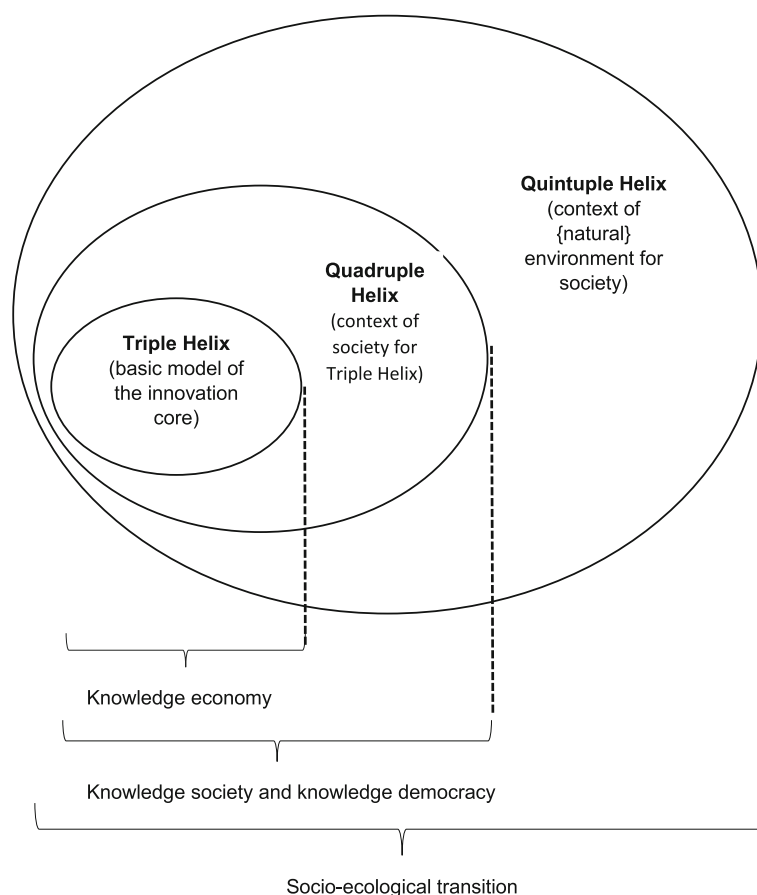 Quintuple Helix
(context of
{natural}
environment for
society)
Quadruple
Helix
(context of
society for
Triple Helix)
Triple Helix
(basic model of
the innovation
core)
Knowledge economy
Knowledge society and knowledge democracy
Socio-ecological transition